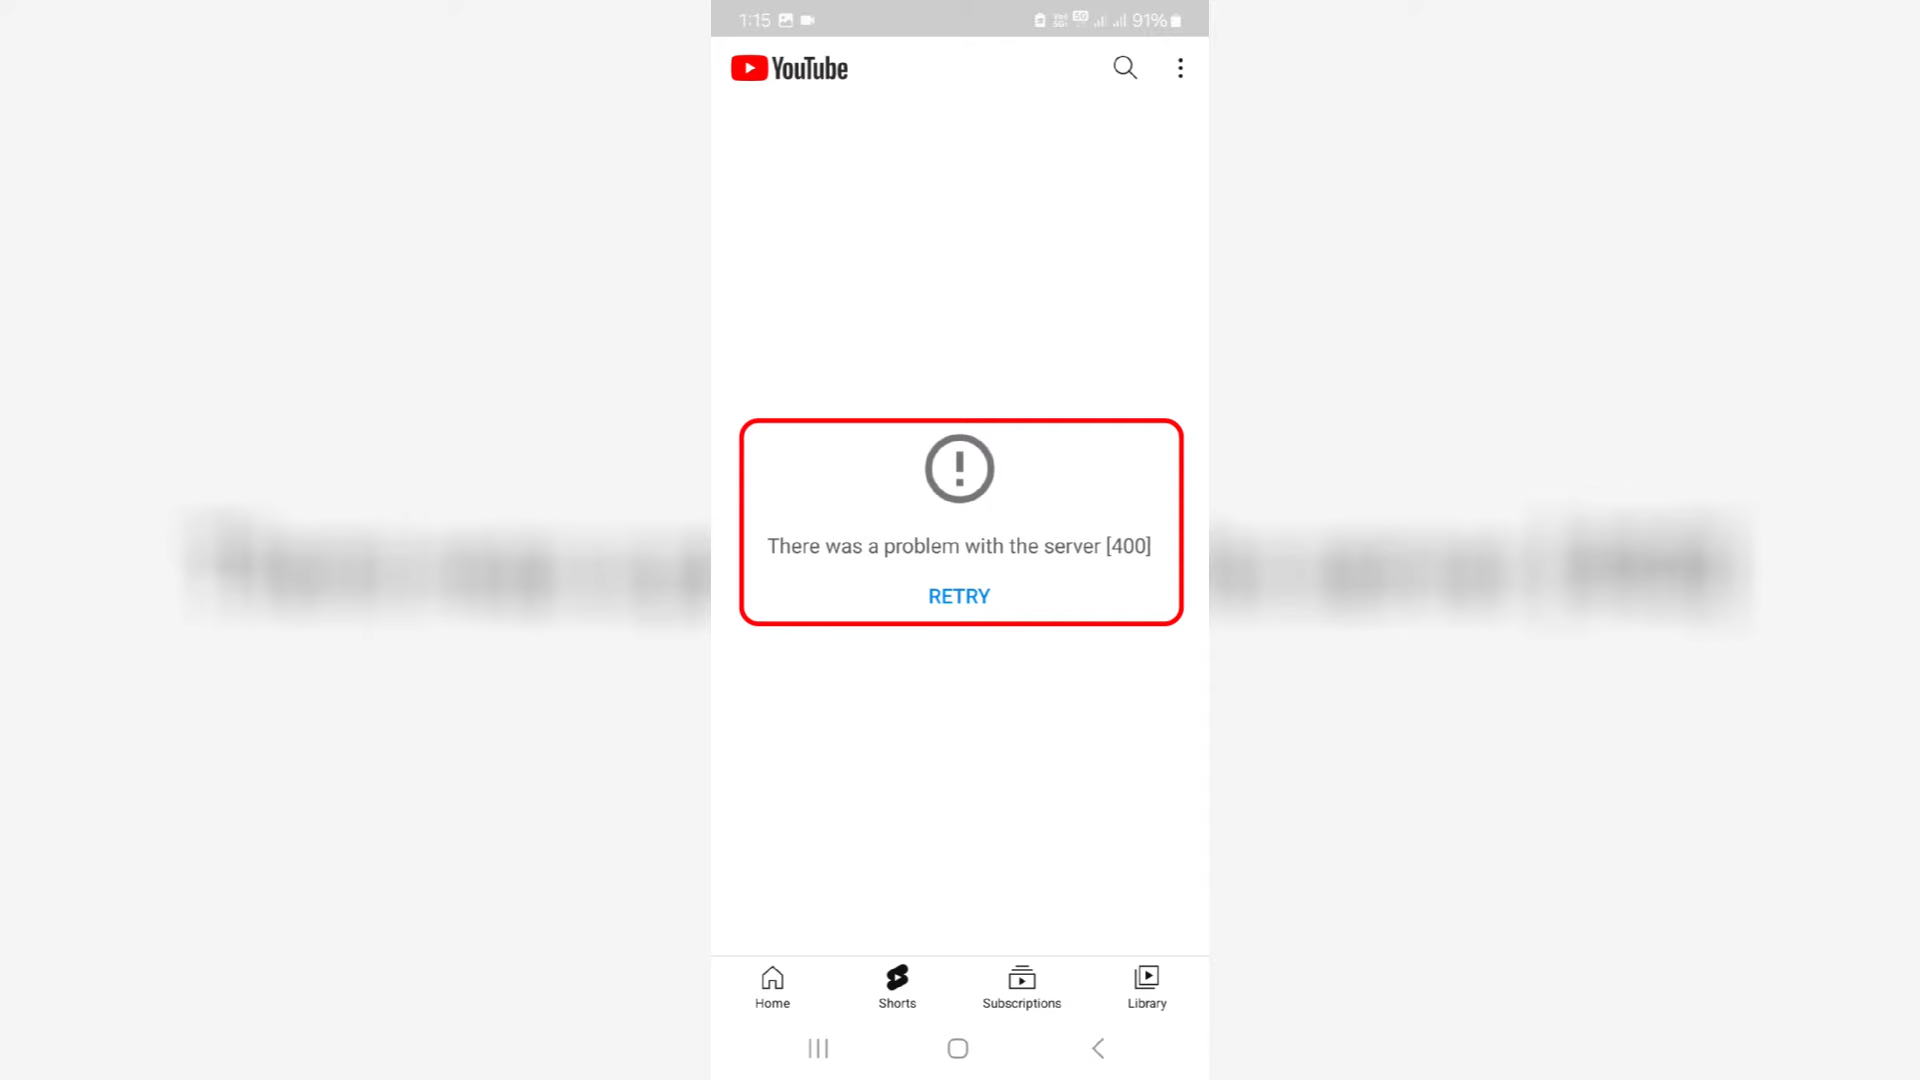 1:15
91%
YouTube
There was a problem with the server [400]
RETRY
Home
Shorts
Subscriptions
Library